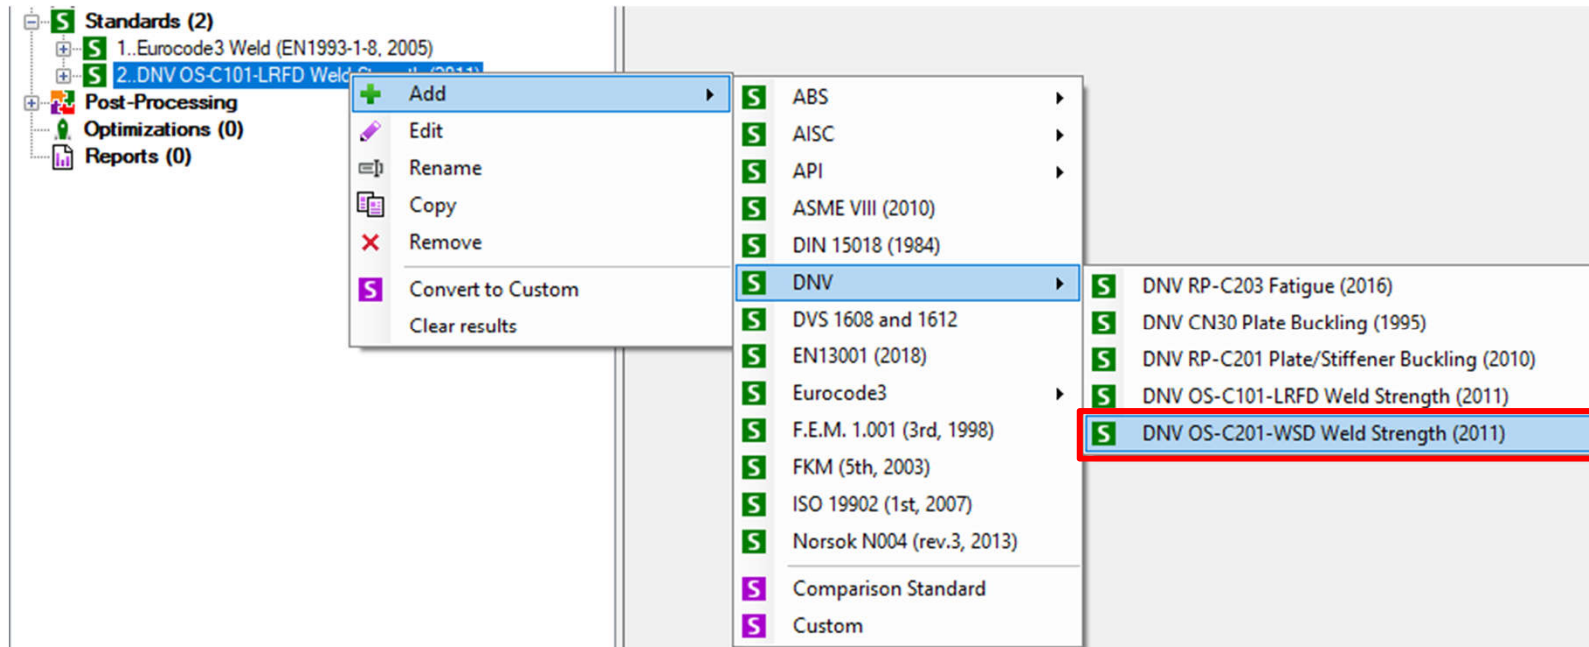 Standards (2)
1..Eurocode3 Weld (EN1993-1-8, 2005)
2..DNV OS-C101-LRFD Weld Strength (2011)
Post-Processing
Optimizations (0)
Reports (0)
Add
Edit
Rename
Copy
Remove
Convert to Custom
Clear results
ABS
AISC
API
ASME VIII (2010)
DIN 15018 (1984)
DNV
DVS 1608 and 1612
EN13001 (2018)
Eurocode3
F.E.M. 1.001 (3rd, 1998)
FKM (5th, 2003)
ISO 19902 (1st, 2007)
Norsok N004 (rev.3, 2013)
Comparison Standard
Custom
DNV RP-C203 Fatigue (2016)
DNV CN30 Plate Buckling (1995)
DNV RP-C201 Plate/Stiffener Buckling (2010)
DNV OS-C101-LRFD Weld Strength (2011)
DNV OS-C201-WSD Weld Strength (2011)